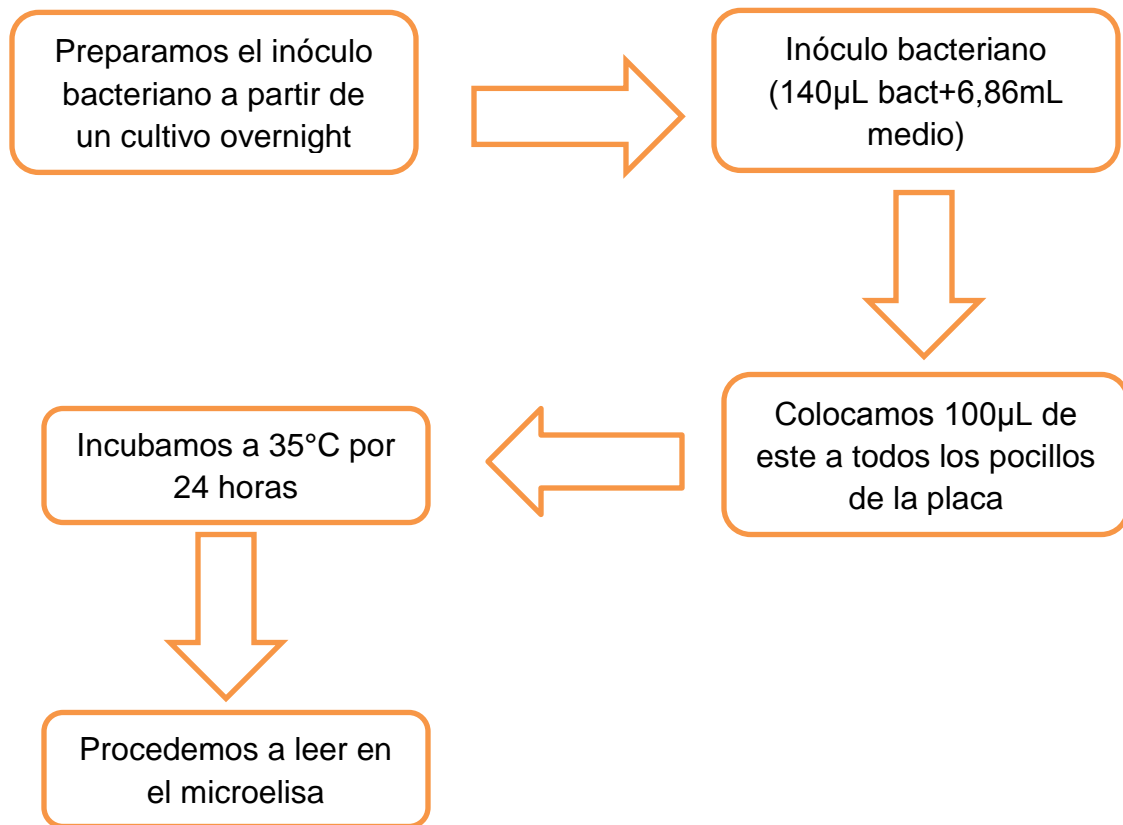 Preparamos el inóculo
bacteriano a partir de
un cultivo overnight
Inóculo bacteriano
(140µL bact+6,86mL
medio)
Colocamos 100µL de
este a todos los pocillos
de la placa
Incubamos a 35°C por
24 horas
Procedemos a leer en
el microelisa